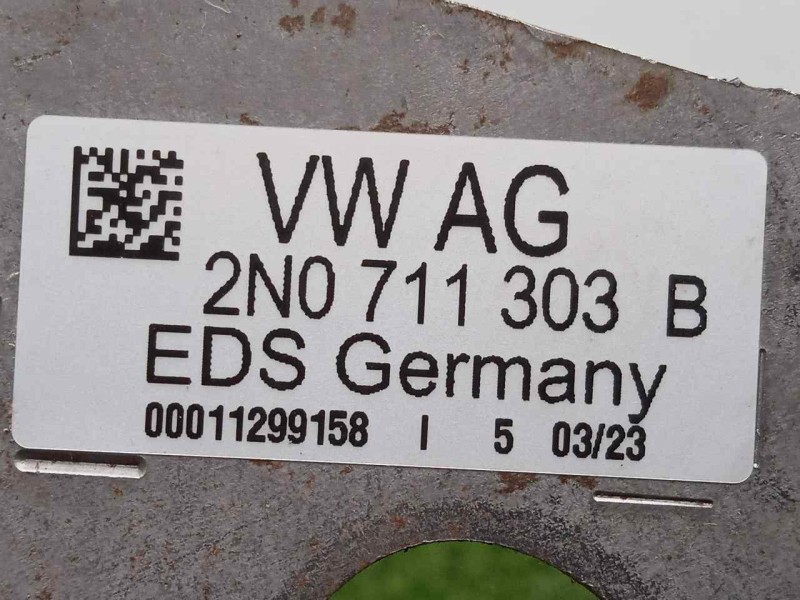 VW AG
2N0 711 303 B
EDS Germany
00011299158 I 5 03/23